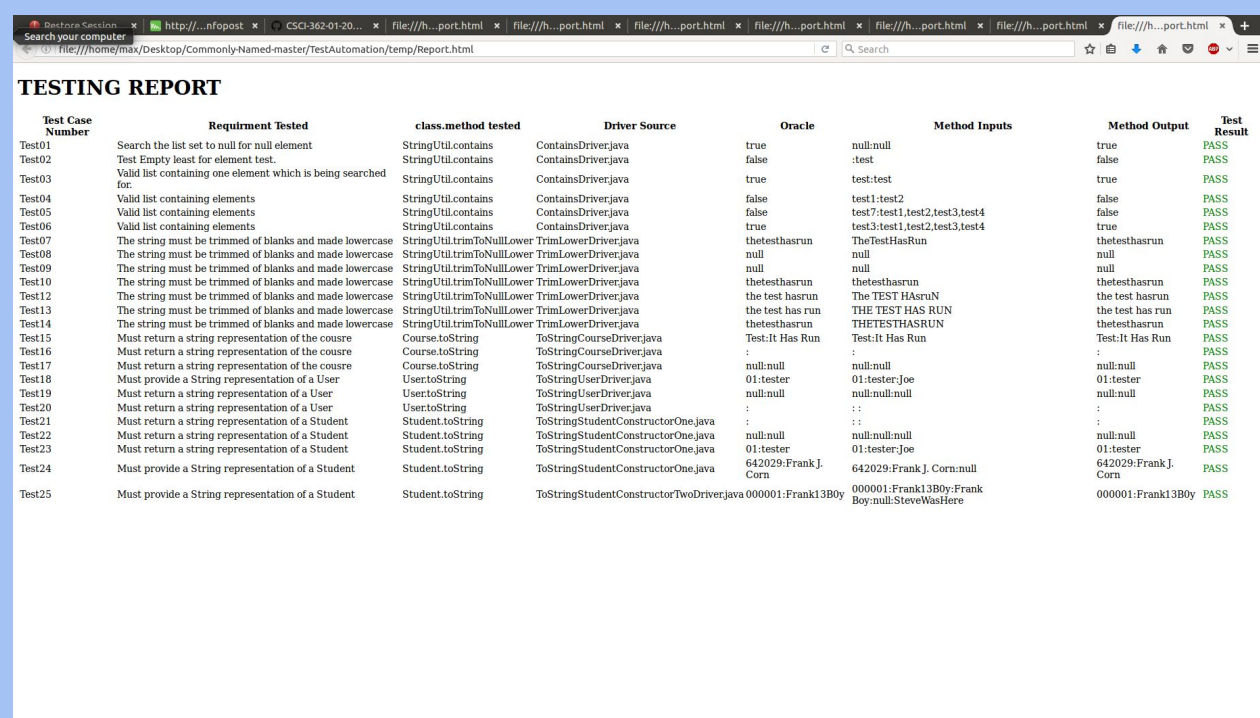 Restore Session × http://...nfopost × CSCI-362-01-20... × file:///h...port.html × file:///h...port.html × file:///h...port.html × file:///h...port.html × file:///h...port.html × file:///h...port.html × file:///h...port.html × +
Search your computer
file:///home/max/Desktop/Commonly-Named-master/TestAutomation/temp/Report.html Search ABP
TESTING REPORT
Test Case Number Requirment Tested class.method tested Driver Source Oracle Method Inputs Method Output Test Result
Test01 Search the list set to null for null element StringUtil.contains ContainsDriver.java true null:null true PASS
Test02 Test Empty least for element test. StringUtil.contains ContainsDriver.java false :test false PASS
Test03 Valid list containing one element which is being searched for. StringUtil.contains ContainsDriver.java true test:test true PASS
Test04 Valid list containing elements StringUtil.contains ContainsDriver.java false test1:test2 false PASS
Test05 Valid list containing elements StringUtil.contains ContainsDriver.java false test7:test1,test2,test3,test4 false PASS
Test06 Valid list containing elements StringUtil.contains ContainsDriver.java true test3:test1,test2,test3,test4 true PASS
Test07 The string must be trimmed of blanks and made lowercase StringUtil.trimToNullLower TrimLowerDriver.java thetesthasrun TheTestHasRun thetesthasrun PASS
Test08 The string must be trimmed of blanks and made lowercase StringUtil.trimToNullLower TrimLowerDriver.java null null null PASS
Test09 The string must be trimmed of blanks and made lowercase StringUtil.trimToNullLower TrimLowerDriver.java null null null PASS
Test10 The string must be trimmed of blanks and made lowercase StringUtil.trimToNullLower TrimLowerDriver.java thetesthasrun thetesthasrun thetesthasrun PASS
Test12 The string must be trimmed of blanks and made lowercase StringUtil.trimToNullLower TrimLowerDriver.java the test hasrun The TEST HAsruN the test hasrun PASS
Test13 The string must be trimmed of blanks and made lowercase StringUtil.trimToNullLower TrimLowerDriver.java the test has run THE TEST HAS RUN the test has run PASS
Test14 The string must be trimmed of blanks and made lowercase StringUtil.trimToNullLower TrimLowerDriver.java thetesthasrun THETESTHASRUN thetesthasrun PASS
Test15 Must return a string representation of the cousre Course.toString ToStringCourseDriver.java Test:It Has Run Test:It Has Run Test:It Has Run PASS
Test16 Must return a string representation of the cousre Course.toString ToStringCourseDriver.java : : : PASS
Test17 Must return a string representation of the cousre Course.toString ToStringCourseDriver.java null:null null:null null:null PASS
Test18 Must provide a String representation of a User User.toString ToStringUserDriver.java 01:tester 01:tester:Joe 01:tester PASS
Test19 Must return a string representation of a User User.toString ToStringUserDriver.java null:null null:null:null null:null PASS
Test20 Must return a string representation of a User User.toString ToStringUserDriver.java : : : : PASS
Test21 Must return a string representation of a Student Student.toString ToStringStudentConstructorOne.java : : : : PASS
Test22 Must return a string representation of a Student Student.toString ToStringStudentConstructorOne.java null:null null:null:null null:null PASS
Test23 Must return a string representation of a Student Student.toString ToStringStudentConstructorOne.java 01:tester 01:tester:Joe 01:tester PASS
Test24 Must provide a String representation of a Student Student.toString ToStringStudentConstructorOne.java 642029:Frank J. Corn 642029:Frank J. Corn:null 642029:Frank J. Corn PASS
Test25 Must provide a String representation of a Student Student.toString ToStringStudentConstructorTwoDriver.java 000001:Frank13B0y 000001:Frank13B0y:Frank Boy:null:SteveWasHere 000001:Frank13B0y PASS